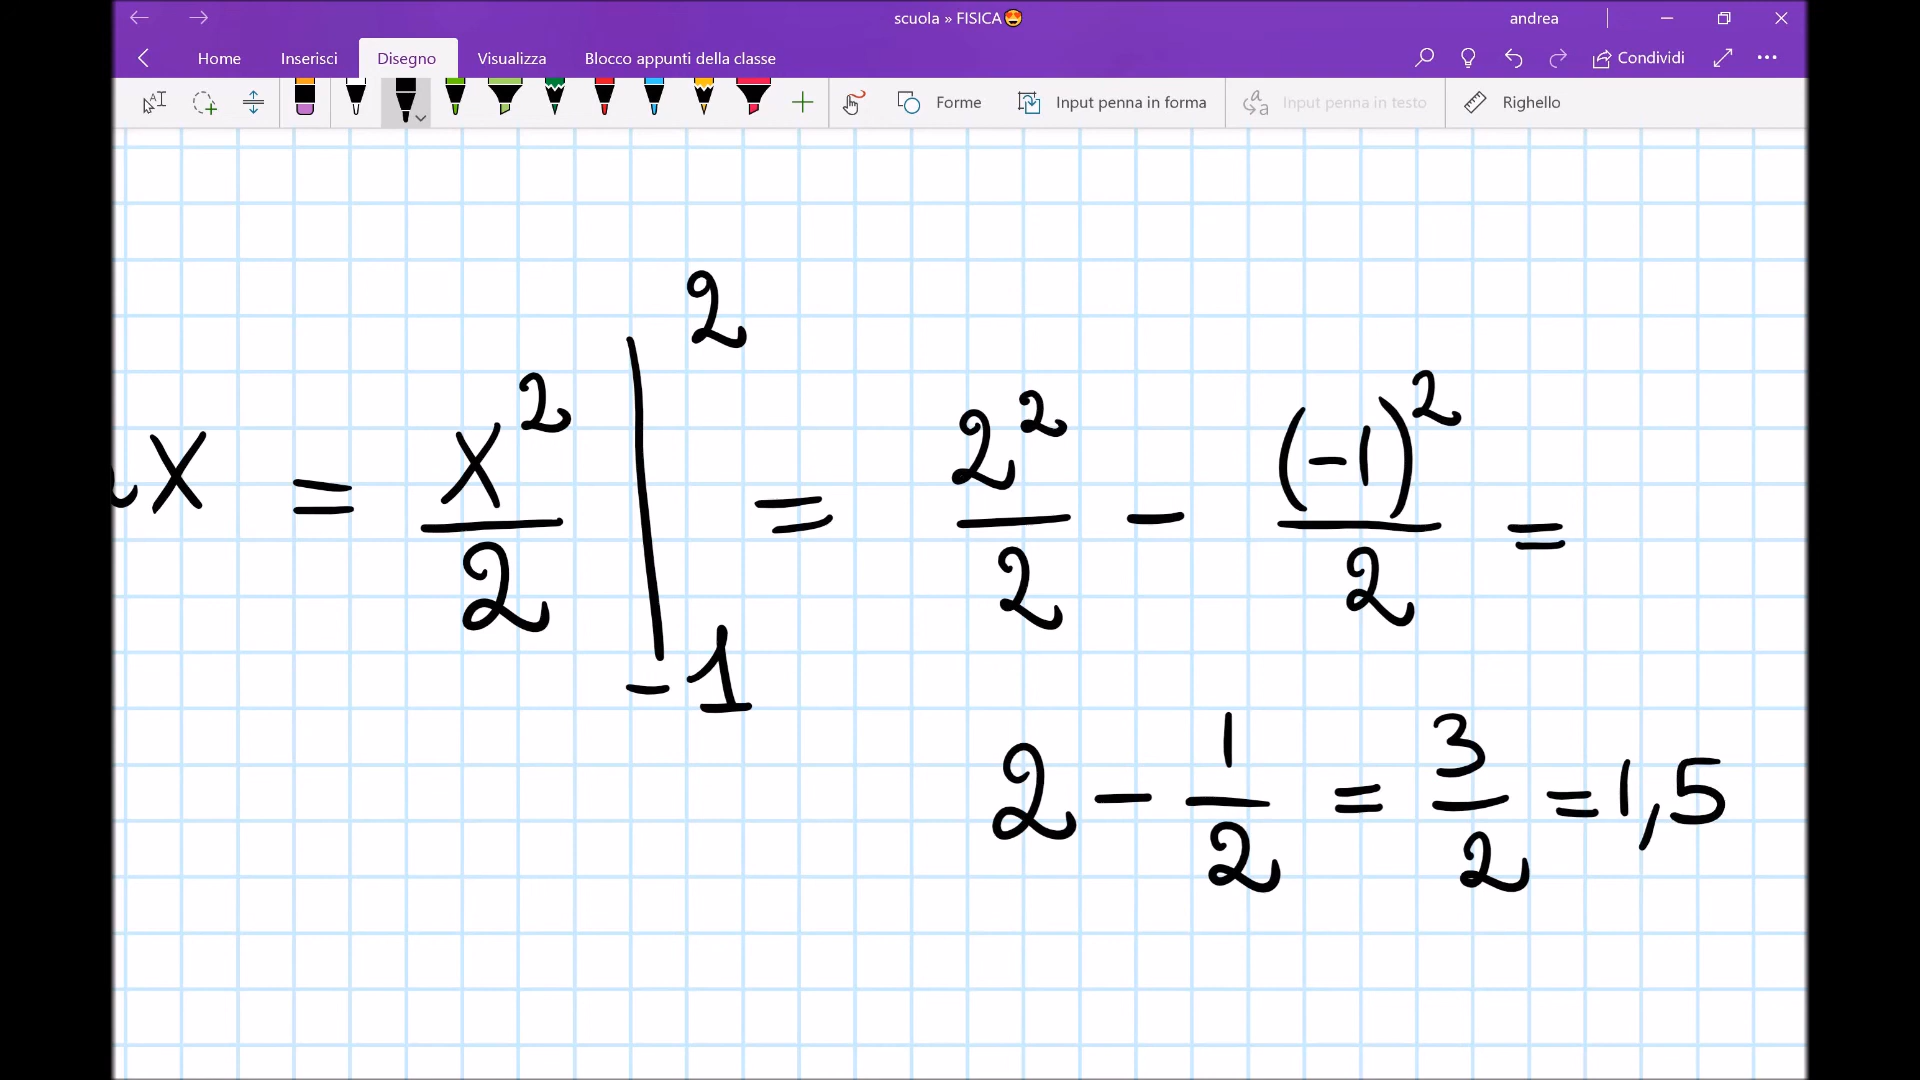 scuola » FISICA😍
andrea
Home Inserisci Disegno Visualizza Blocco appunti della classe Condividi
Forme Input penna in forma Input penna in testo Righello
x = x²/2 |₋₁² = 2²/2 - (-1)²/2 =
2 - 1/2 = 3/2 = 1,5